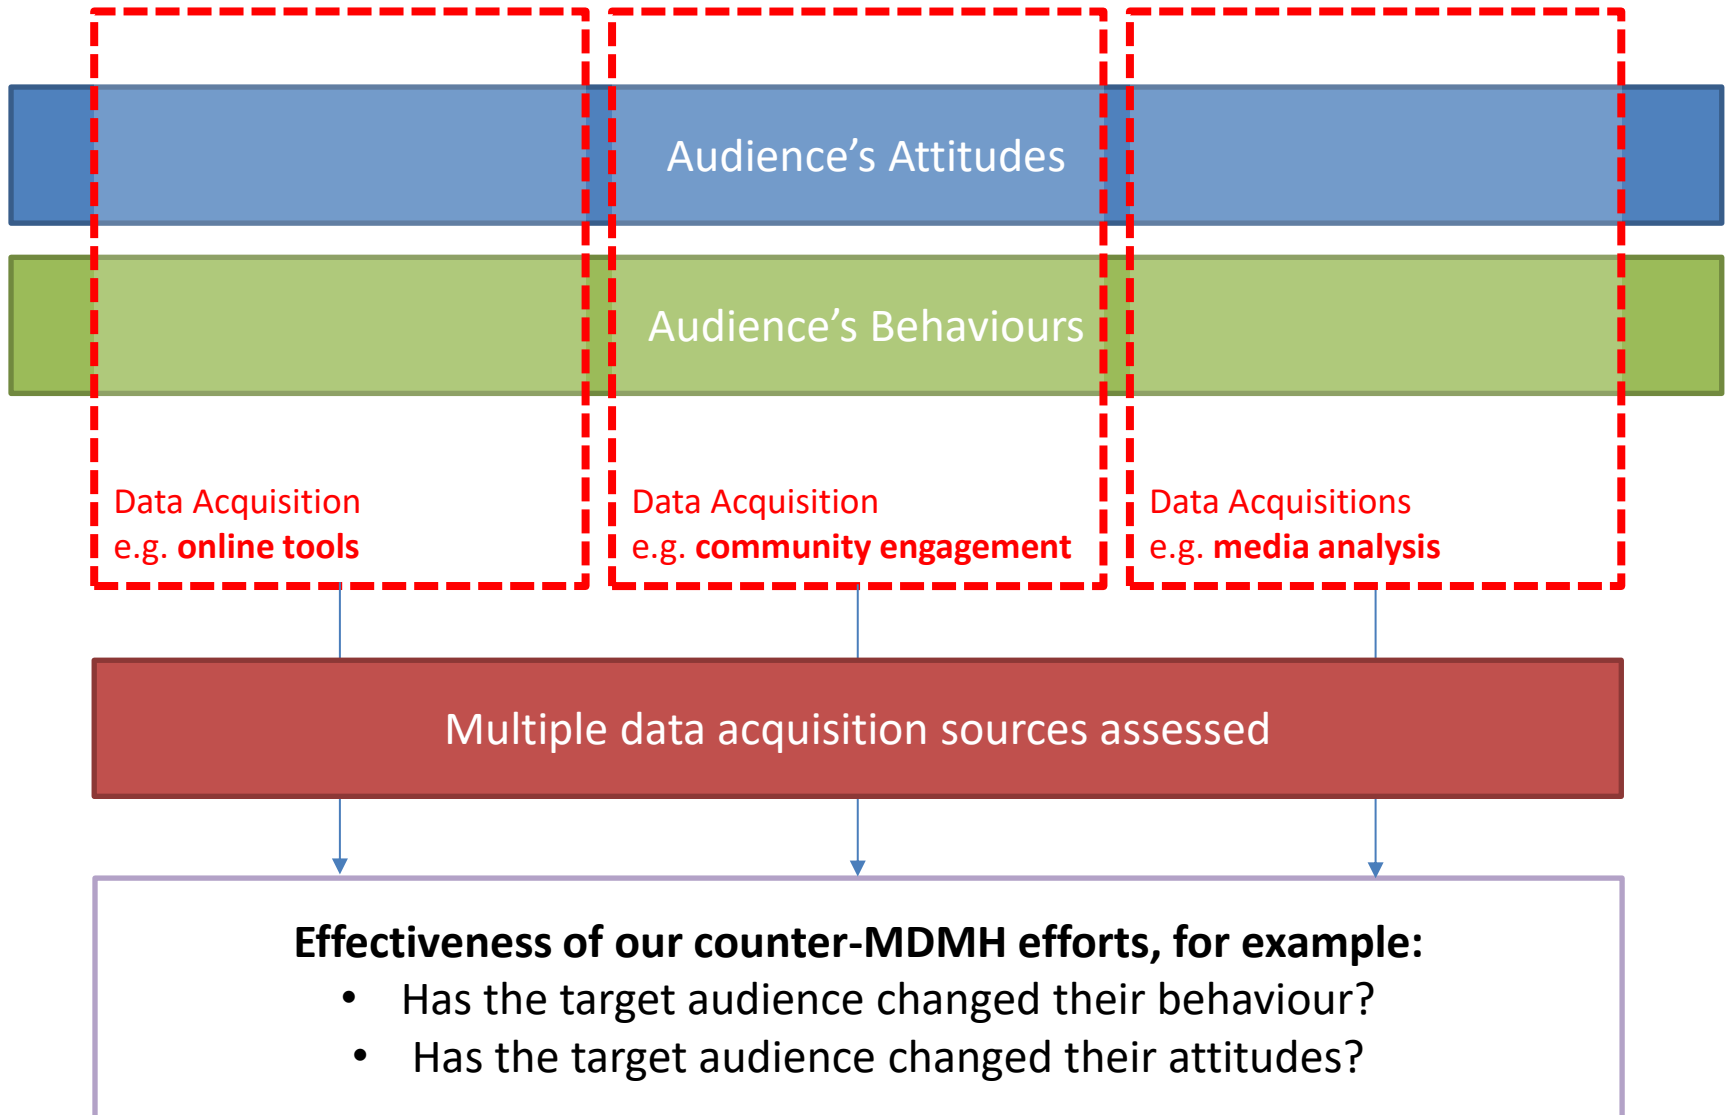 Audience’s Attitudes
Audience’s Behaviours
Data Acquisition
e.g. online tools
Data Acquisition
e.g. community engagement
Data Acquisitions
e.g. media analysis
Multiple data acquisition sources assessed
Effectiveness of our counter-MDMH efforts, for example:
• Has the target audience changed their behaviour?
• Has the target audience changed their attitudes?